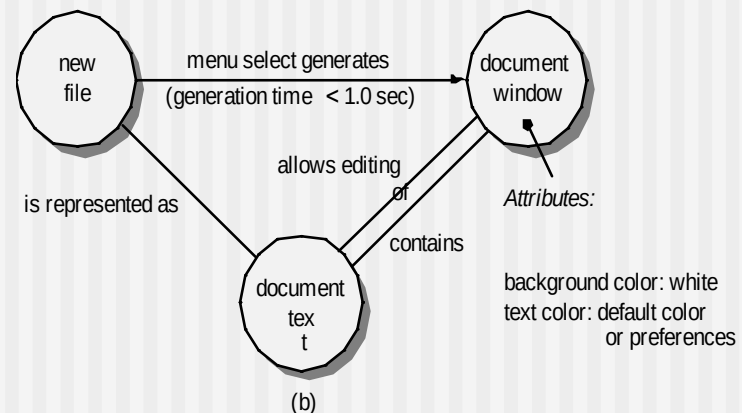 new
file
menu select generates
(generation time < 1.0 sec)
document
window
allows editing
of
is represented as
contains
Attributes:
background color: white
text color: default color
or preferences
document
tex
t
(b)